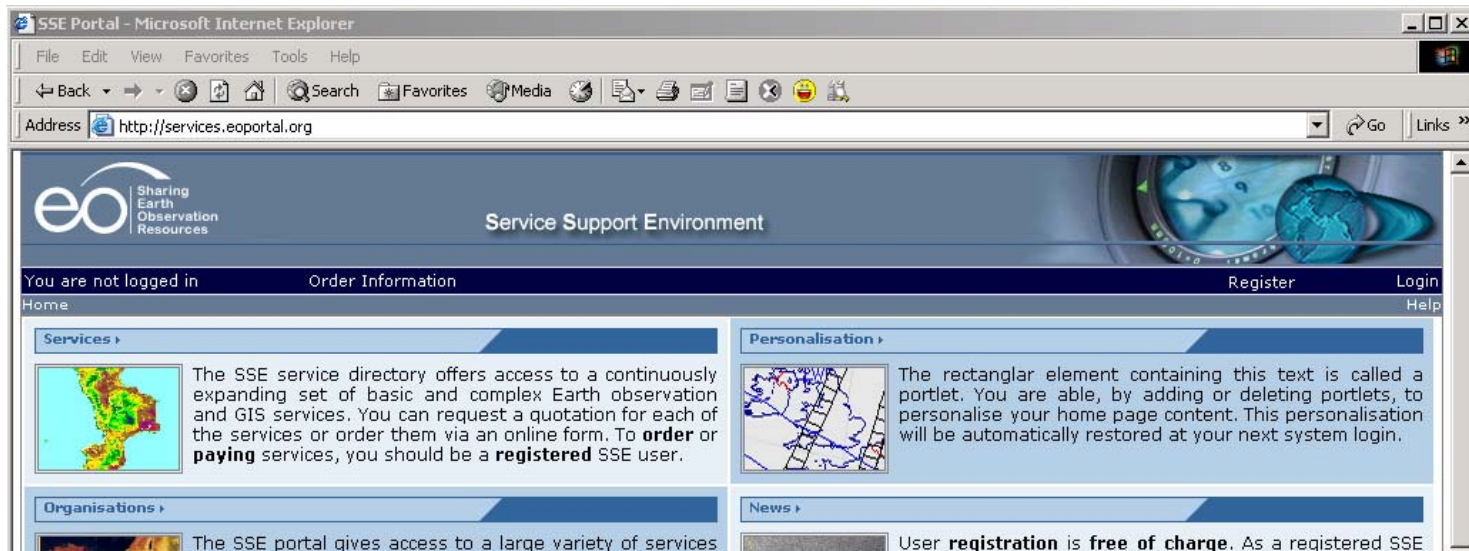 SSE Portal - Microsoft Internet Explorer
File Edit View Favorites Tools Help
Back Search Favorites Media
Address http://services.eoportal.org Go Links »
eo Sharing
Earth
Observation
Resources
Service Support Environment
You are not logged in Order Information Register Login
Home Help
Services
The SSE service directory offers access to a continuously
expanding set of basic and complex Earth observation
and GIS services. You can request a quotation for each of
the services or order them via an online form. To order or
paying services, you should be a registered SSE user.
Personalisation
The rectanglar element containing this text is called a
portlet. You are able, by adding or deleting portlets, to
personalise your home page content. This personalisation
will be automatically restored at your next system login.
Organisations
The SSE portal gives access to a large variety of services
News
User registration is free of charge. As a registered SSE